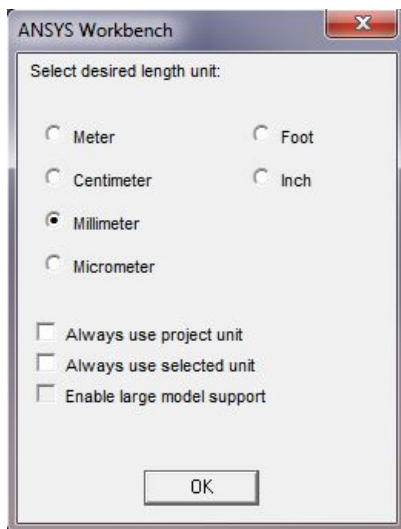 ANSYS Workbench
Select desired length unit:
Meter
Foot
Centimeter
Inch
Millimeter
Micrometer
Always use project unit
Always use selected unit
Enable large model support
OK